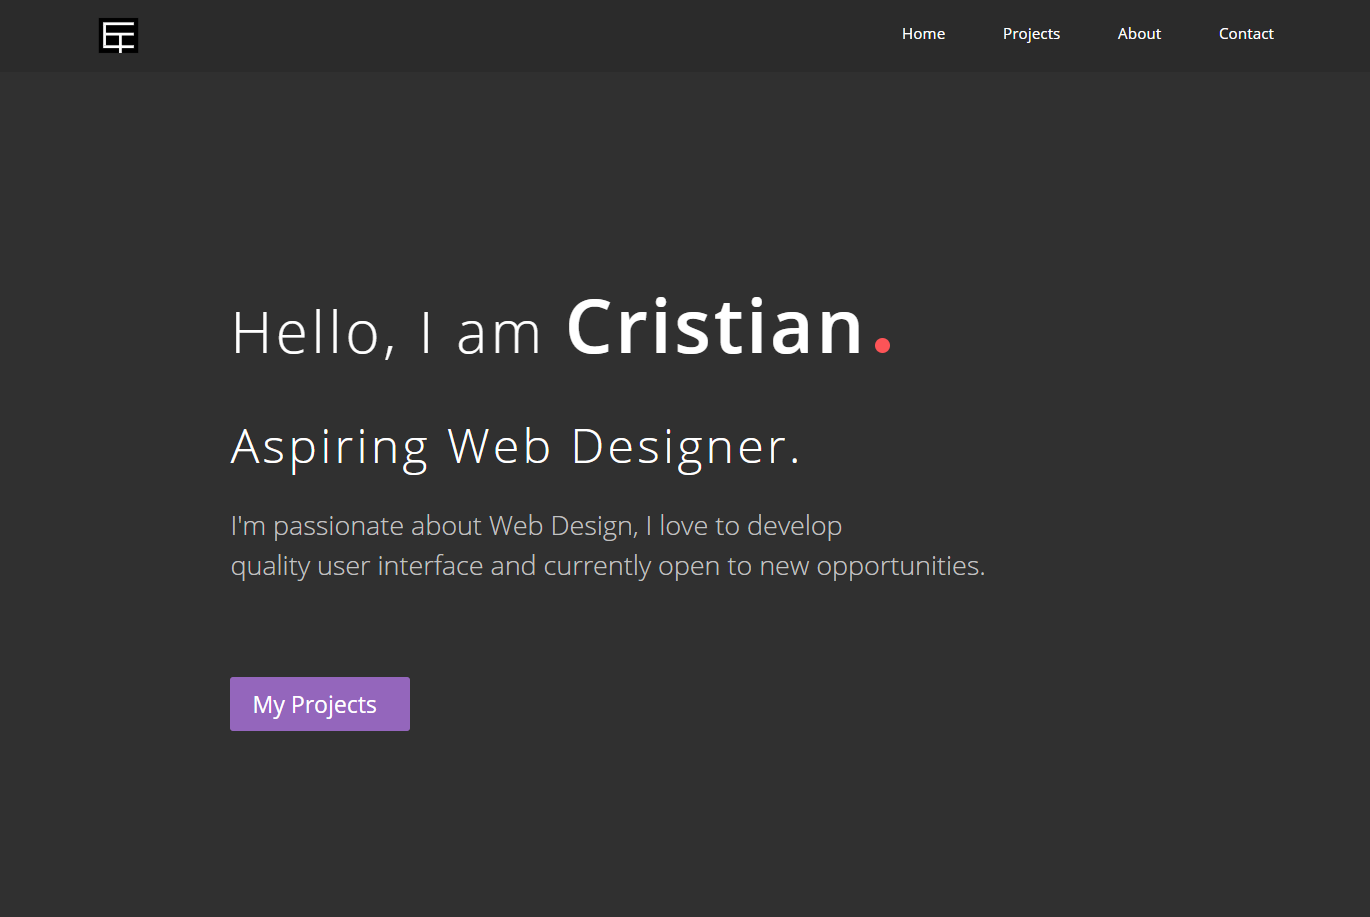 Home Projects About Contact
Hello, I am Cristian.
Aspiring Web Designer.
I'm passionate about Web Design, I love to develop
quality user interface and currently open to new opportunities.
My Projects